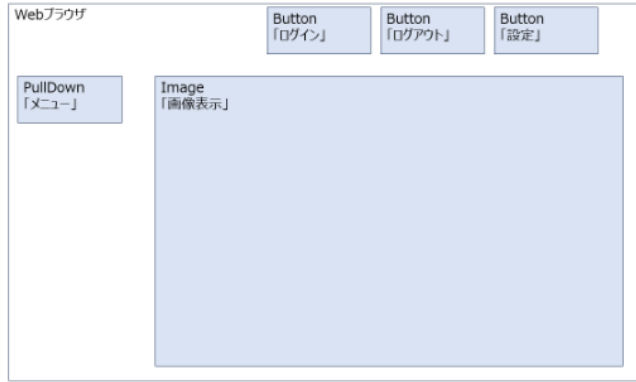 Webブラウザ
Button
「ログイン」
Button
「ログアウト」
Button
「設定」
PullDown
「メニュー」
Image
「画像表示」